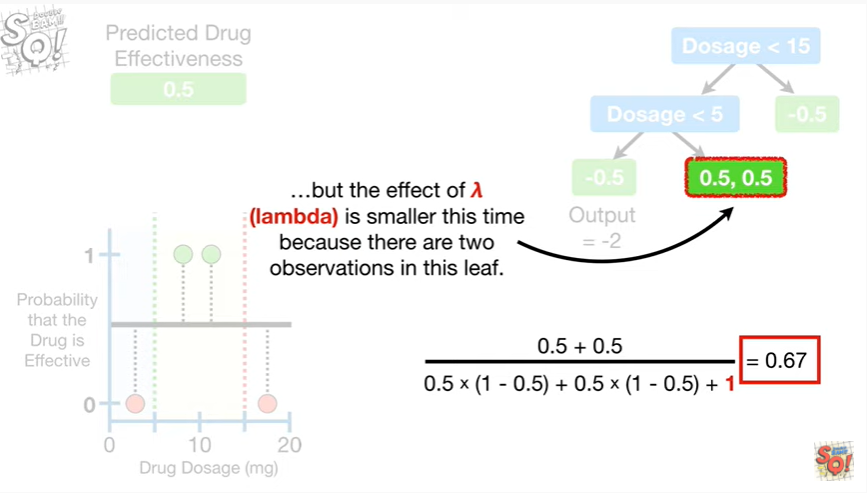 SQ!
Predicted Drug
Effectiveness
0.5
Dosage < 15
Dosage < 5
-0.5
-0.5
0.5, 0.5
Output
= -2
…but the effect of λ
(lambda) is smaller this time
because there are two
observations in this leaf.
1
Probability
that the
Drug is
Effective
0
0 10 20
Drug Dosage (mg)
0.5 + 0.5
0.5 × (1 - 0.5) + 0.5 × (1 - 0.5) + 1
= 0.67
SQ!